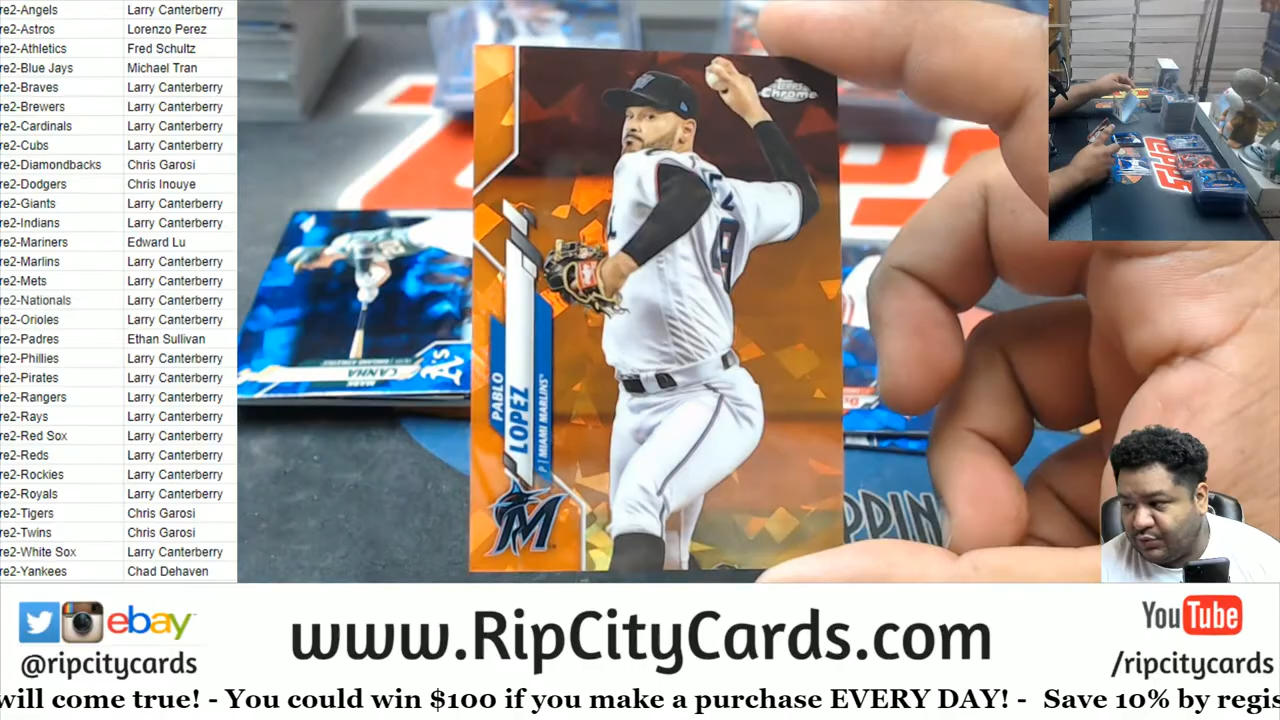 re2-Angels Larry Canterberry
re2-Astros Lorenzo Perez
re2-Athletics Fred Schultz
re2-Blue Jays Michael Tran
re2-Braves Larry Canterberry
re2-Brewers Larry Canterberry
re2-Cardinals Larry Canterberry
re2-Cubs Larry Canterberry
re2-Diamondbacks Chris Garosi
re2-Dodgers Chris Inouye
re2-Giants Larry Canterberry
re2-Indians Larry Canterberry
re2-Mariners Edward Lu
re2-Marlins Larry Canterberry
re2-Mets Larry Canterberry
re2-Nationals Larry Canterberry
re2-Orioles Larry Canterberry
re2-Padres Ethan Sullivan
re2-Phillies Larry Canterberry
re2-Pirates Larry Canterberry
re2-Rangers Larry Canterberry
re2-Rays Larry Canterberry
re2-Red Sox Larry Canterberry
re2-Reds Larry Canterberry
re2-Rockies Larry Canterberry
re2-Royals Larry Canterberry
re2-Tigers Chris Garosi
re2-Twins Chris Garosi
re2-White Sox Larry Canterberry
re2-Yankees Chad Dehaven
Topps
Chrome
PABLO
LOPEZ
P | MIAMI MARLINS
M
9
MARK
CANHA
A's
PPIN
ebay
@ripcitycards
www.RipCityCards.com
YouTube
/ripcitycards
will come true! - You could win $100 if you make a purchase EVERY DAY! - Save 10% by regis